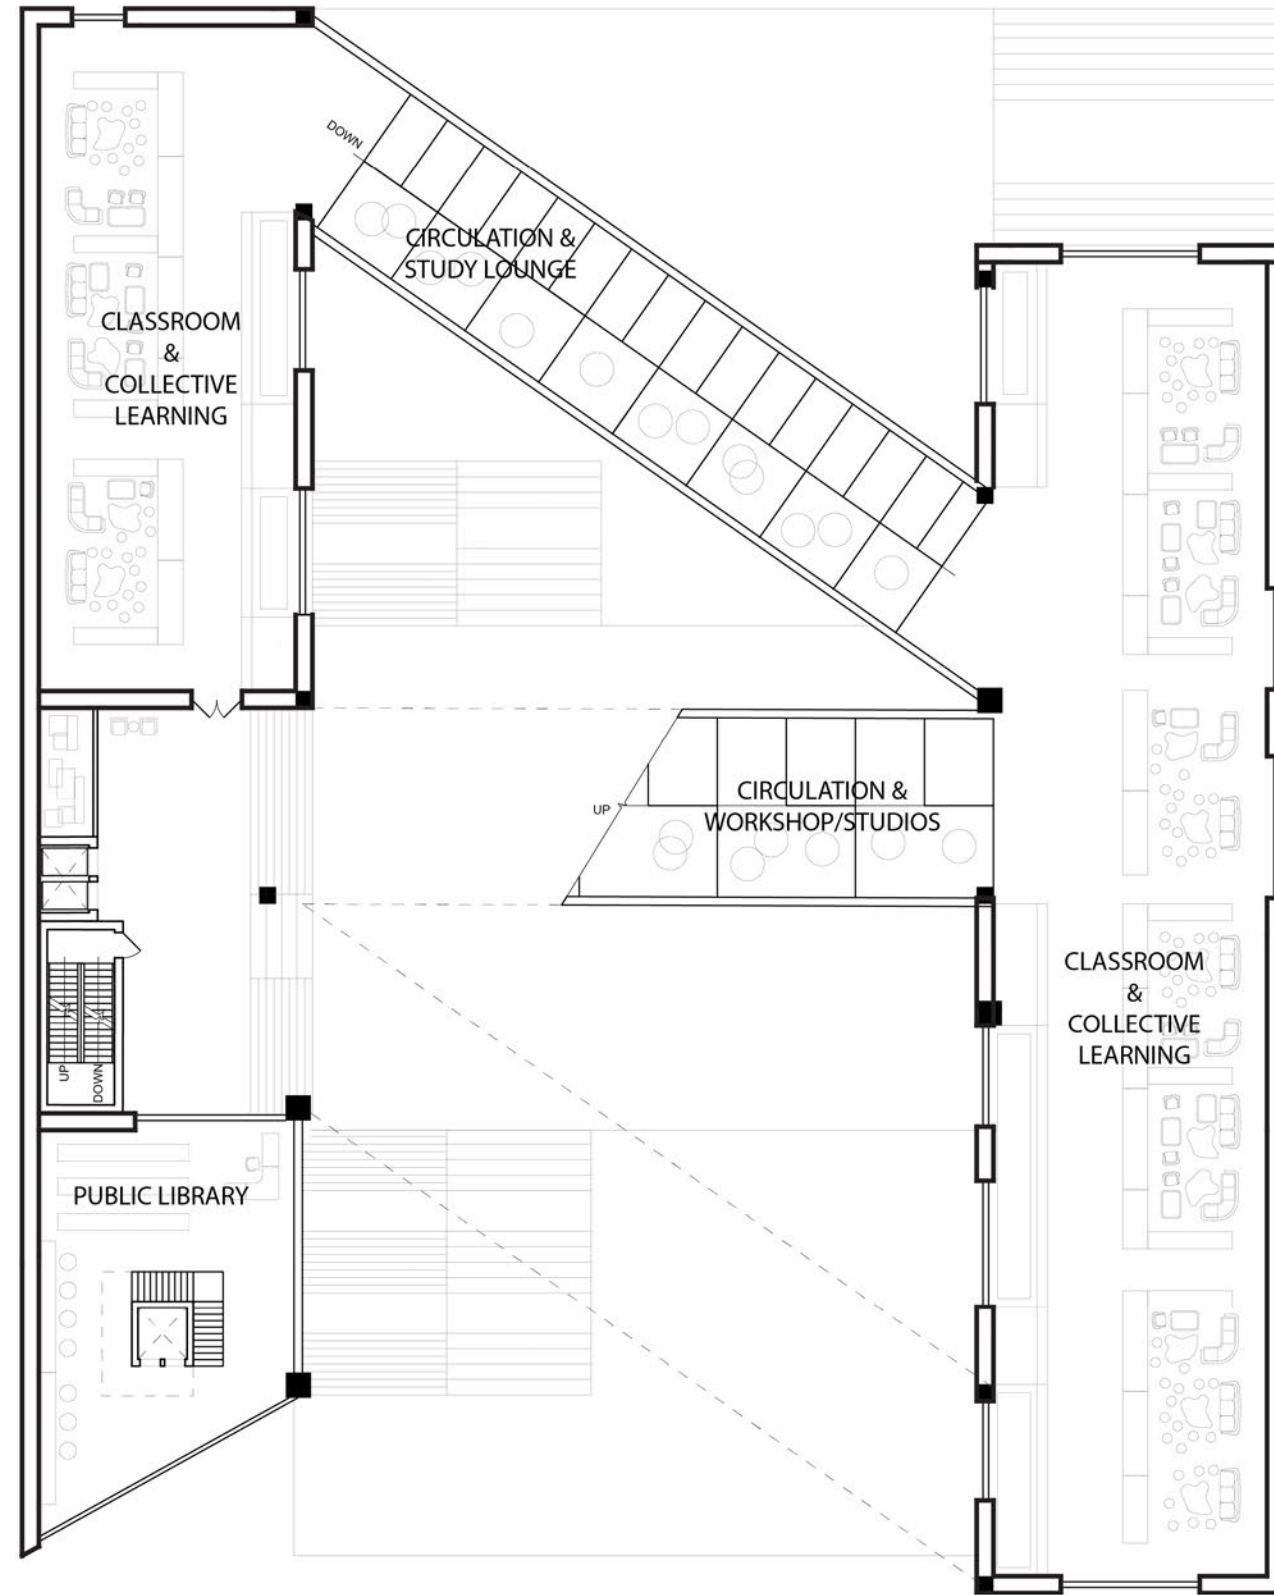 DOWN
CIRCULATION &
STUDY LOUNGE
CLASSROOM
&
COLLECTIVE
LEARNING
CIRCULATION &
WORKSHOP/STUDIOS
UP
CLASSROOM
&
COLLECTIVE
LEARNING
UP
DOWN
PUBLIC LIBRARY